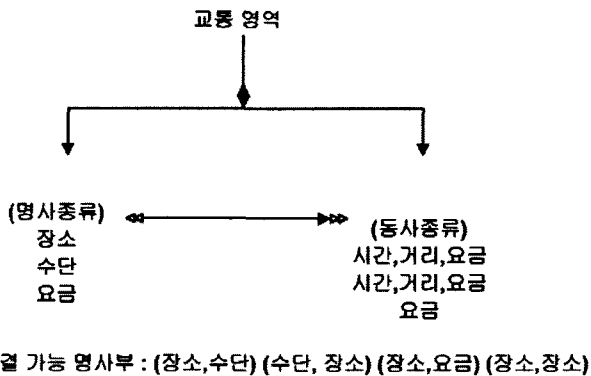 교통 영역
(명사종류)
장소
수단
요금
(동사종류)
시간,거리,요금
시간,거리,요금
요금
결 가능 명사부 : (장소,수단) (수단, 장소) (장소,요금) (장소,장소)